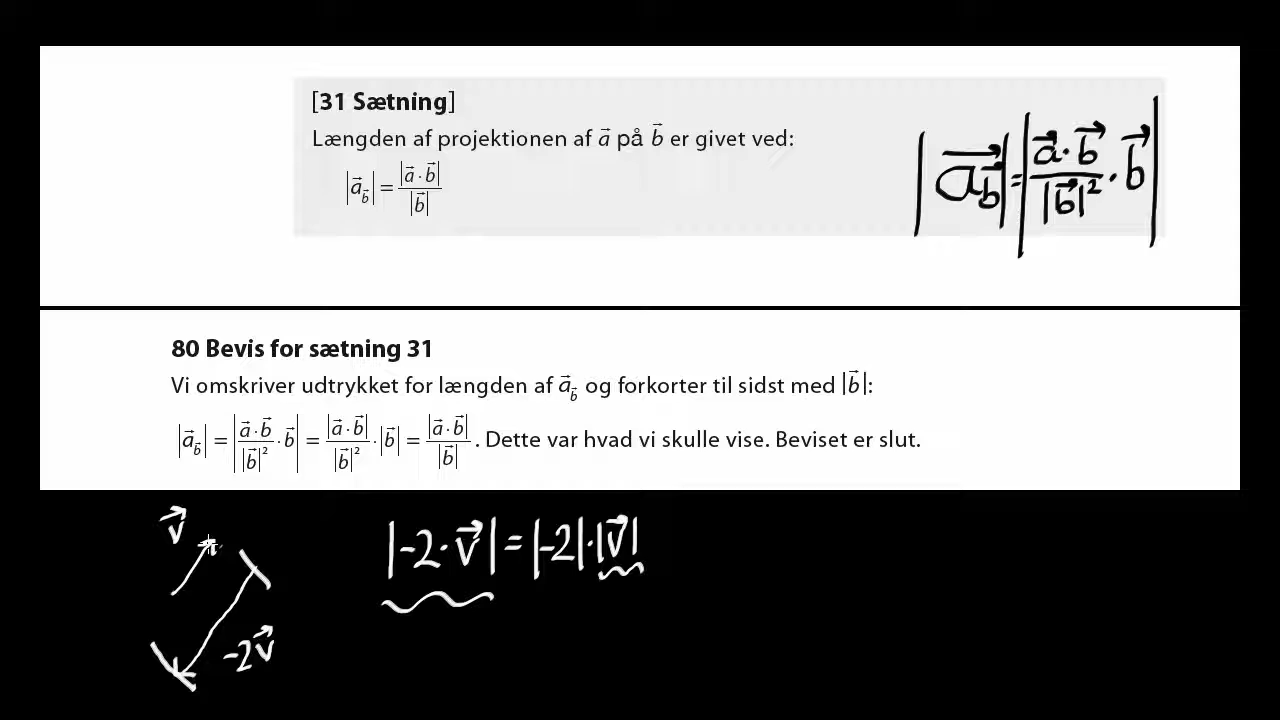 [31 Sætning]
Længden af projektionen af a⃗ på b⃗ er givet ved:
|a⃗_b⃗| = |a⃗ · b⃗| / |b⃗|
|a⃗_b⃗| = |(a⃗ · b⃗) / |b⃗|² · b⃗|
80 Bevis for sætning 31
Vi omskriver udtrykket for længden af a⃗_b⃗ og forkorter til sidst med |b⃗|:
|a⃗_b⃗| = |(a⃗ · b⃗) / |b⃗|² · b⃗| = |a⃗ · b⃗| / |b⃗|² · |b⃗| = |a⃗ · b⃗| / |b⃗| . Dette var hvad vi skulle vise. Beviset er slut.
v⃗
|-2 · v⃗| = |-2| · |v⃗|
-2v⃗